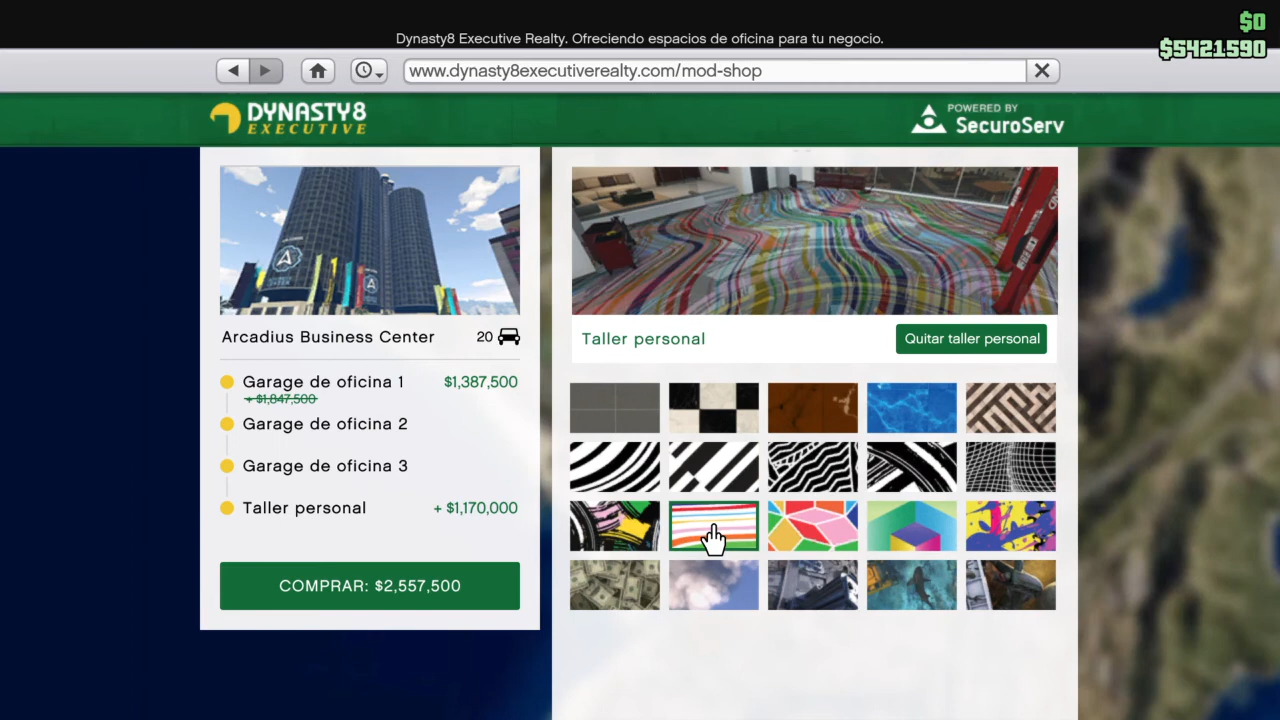 $0
Dynasty8 Executive Realty. Ofreciendo espacios de oficina para tu negocio.
$5421590
www.dynasty8executiverealty.com/mod-shop
DYNASTY8
EXECUTIVE
POWERED BY
SecuroServ
Arcadius Business Center 20
Garage de oficina 1 $1,387,500
+ $1,847,500
Garage de oficina 2
Garage de oficina 3
Taller personal + $1,170,000
COMPRAR: $2,557,500
Taller personal
Quitar taller personal